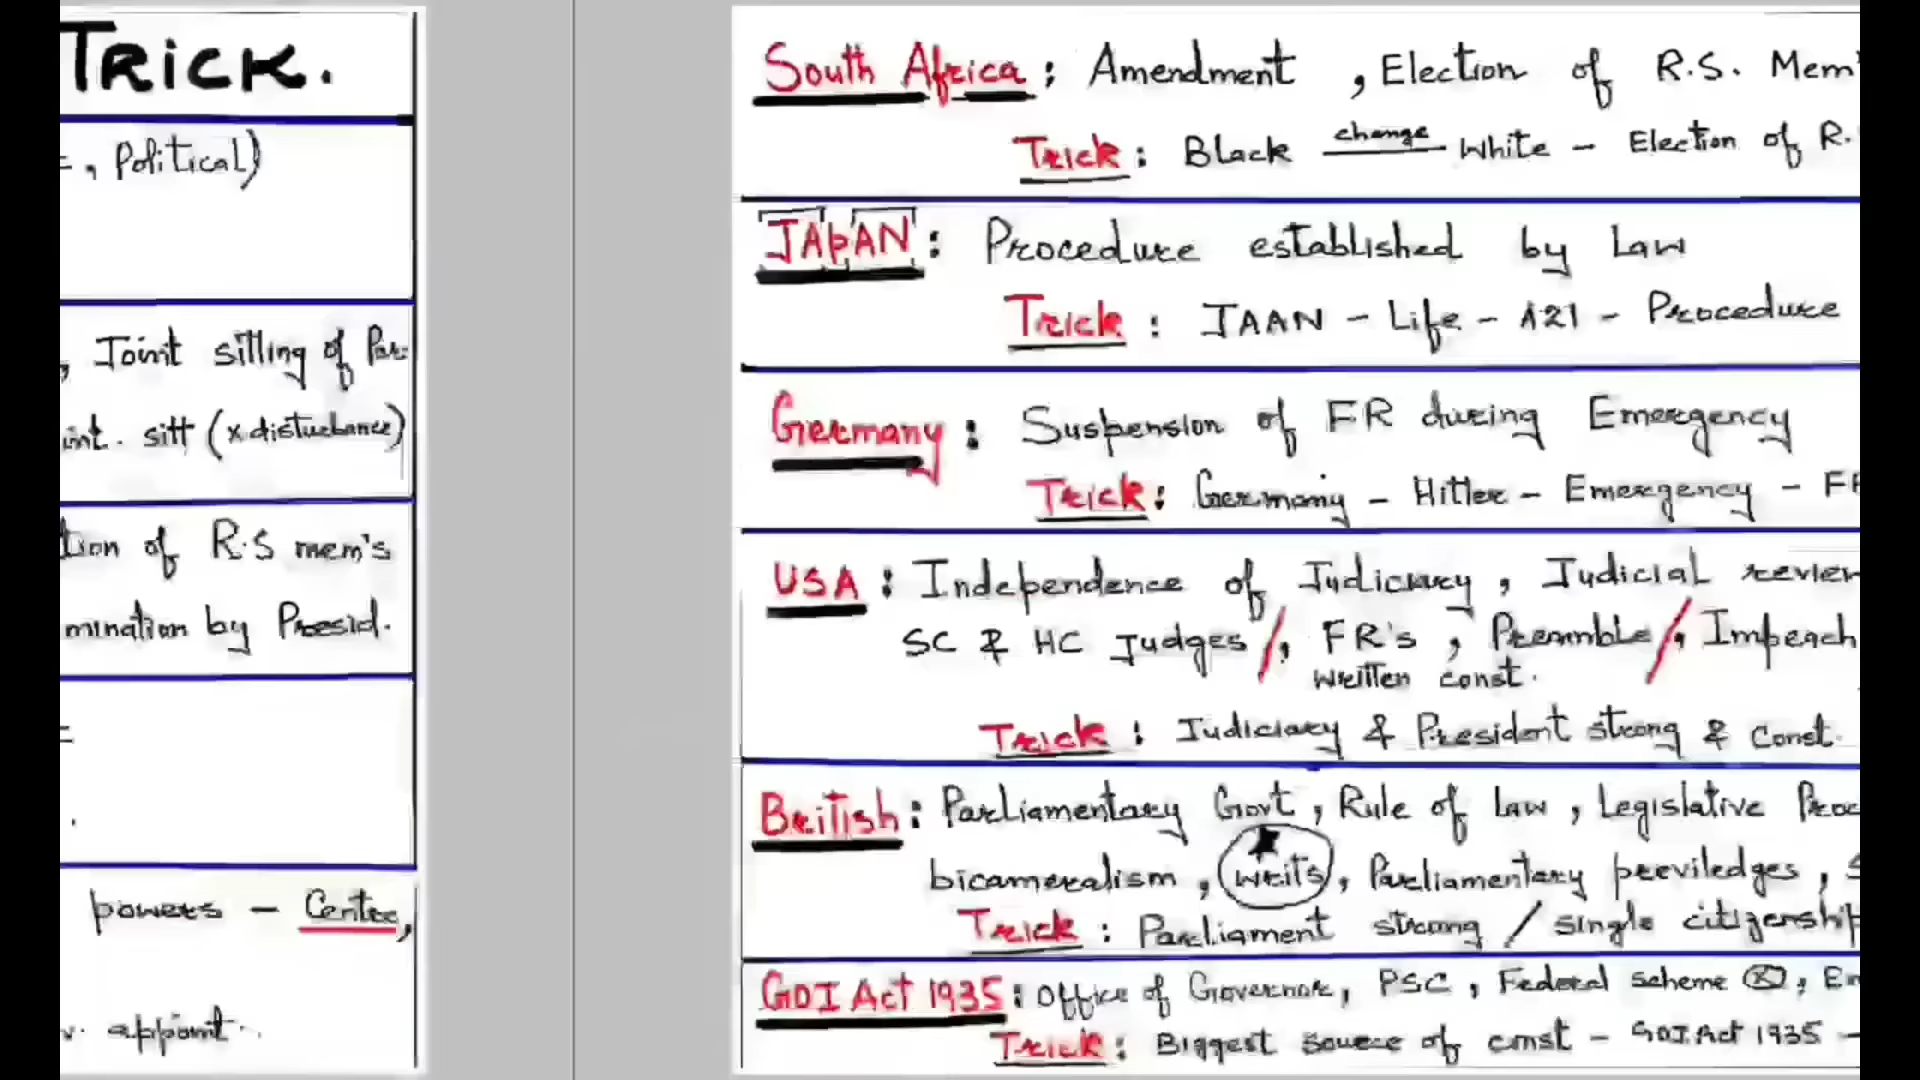 TRICK.
, Political)
, Joint sitting of Par:
int. sitt (x disturbance)
tion of R.S mem's
mination by Presid.
powers - Centre,
appoint.
South Africa : Amendment , Election of R.S. Mem'
Trick : Black change White - Election of R.
JAPAN : Procedure established by Law
Trick : JAAN - Life - A21 - Procedure
Germany : Suspension of FR during Emergency
Trick : Germany - Hitler - Emergency - FR
USA : Independence of Judiciary , Judicial review
SC & HC Judges / , FR's , Preamble / , Impeach
written const.
Trick : Judiciary & President strong & Const.
British : Parliamentary Govt , Rule of law , Legislative Proc
bicameralism , writs , Parliamentary previledges , S
Trick : Parliament strong / single citizenship
GOI Act 1935 : Office of Governor, PSC , Federal scheme , Em
Trick : Biggest source of const - GOI Act 1935 -